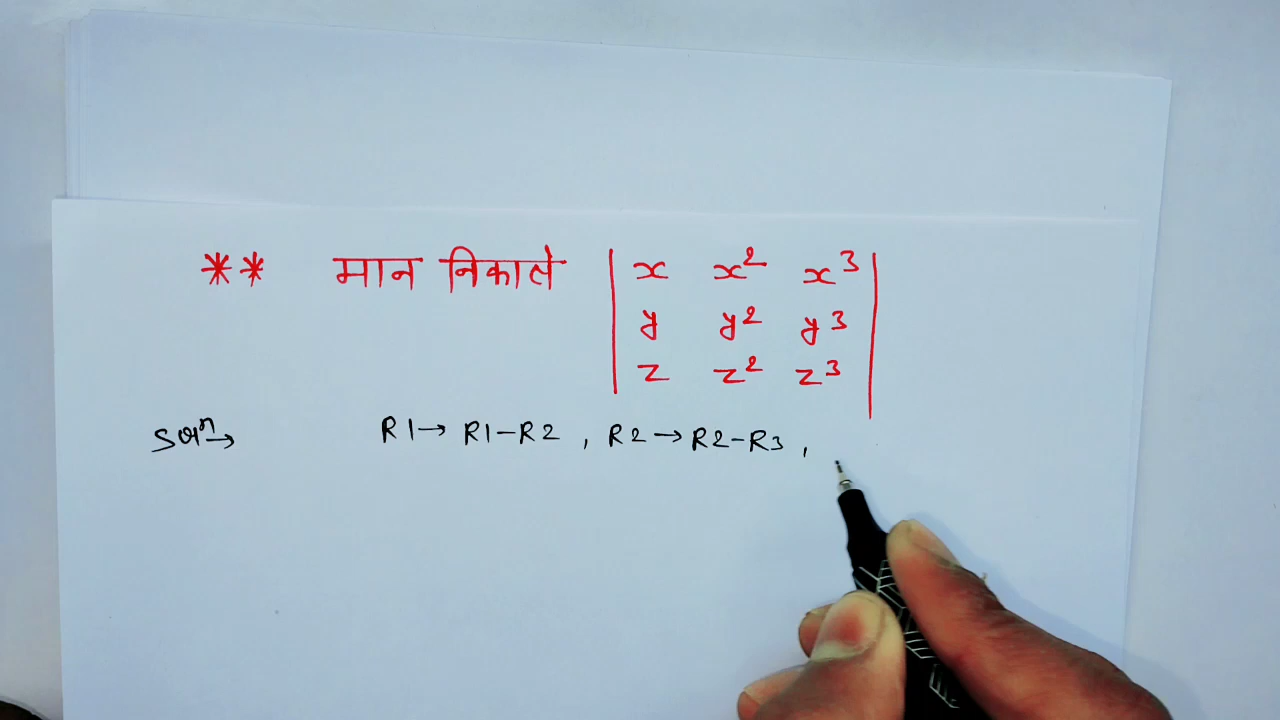 ** मान निकाले | x x² x³ |
y y² y³
z z² z³
Solⁿ→ R1→ R1-R2 , R2→R2-R3,